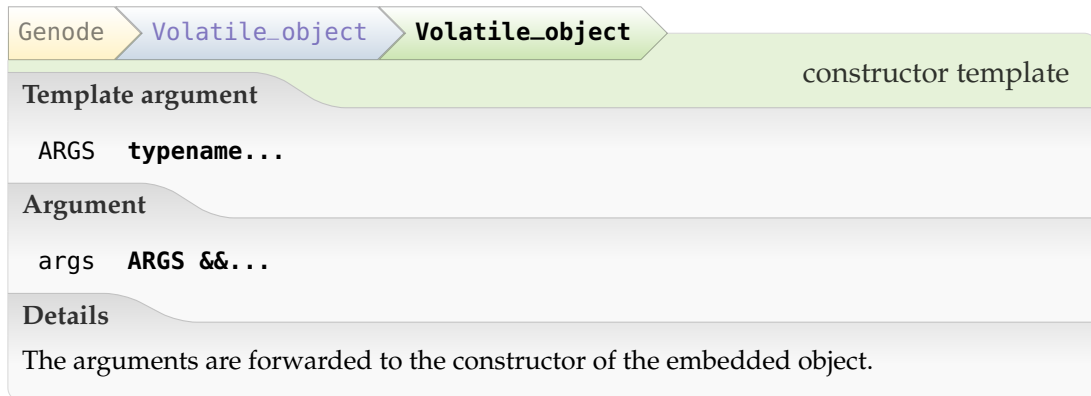 Genode Volatile_object Volatile_object
constructor template
Template argument
ARGS typename...
Argument
args ARGS &&...
Details
The arguments are forwarded to the constructor of the embedded object.